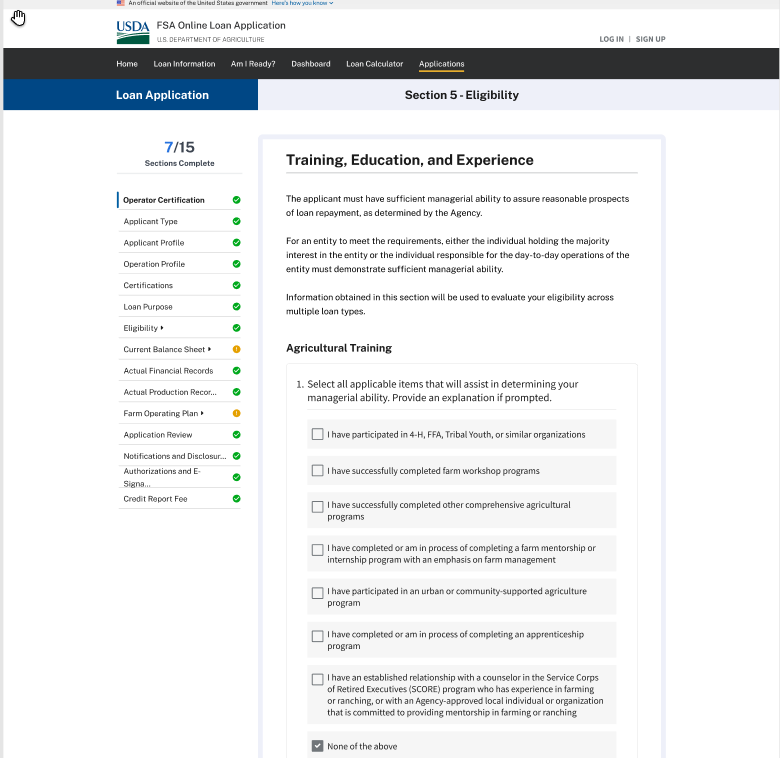 An official website of the United States government Here's how you know
USDA
FSA Online Loan Application
U.S. DEPARTMENT OF AGRICULTURE
LOG IN | SIGN UP
Home Loan Information Am I Ready? Dashboard Loan Calculator Applications
Loan Application
Section 5 - Eligibility
7/15
Sections Complete
Operator Certification
Applicant Type
Applicant Profile
Operation Profile
Certifications
Loan Purpose
Eligibility
Current Balance Sheet
Actual Financial Records
Actual Production Recor...
Farm Operating Plan
Application Review
Notifications and Disclosur...
Authorizations and E-
Signa...
Credit Report Fee
Training, Education, and Experience
The applicant must have sufficient managerial ability to assure reasonable prospects
of loan repayment, as determined by the Agency.
For an entity to meet the requirements, either the individual holding the majority
interest in the entity or the individual responsible for the day-to-day operations of the
entity must demonstrate sufficient managerial ability.
Information obtained in this section will be used to evaluate your eligibility across
multiple loan types.
Agricultural Training
1. Select all applicable items that will assist in determining your
managerial ability. Provide an explanation if prompted.
I have participated in 4-H, FFA, Tribal Youth, or similar organizations
I have successfully completed farm workshop programs
I have successfully completed other comprehensive agricultural
programs
I have completed or am in process of completing a farm mentorship or
internship program with an emphasis on farm management
I have participated in an urban or community-supported agriculture
program
I have completed or am in process of completing an apprenticeship
program
I have an established relationship with a counselor in the Service Corps
of Retired Executives (SCORE) program who has experience in farming
or ranching, or with an Agency-approved local individual or organization
that is committed to providing mentorship in farming or ranching
None of the above